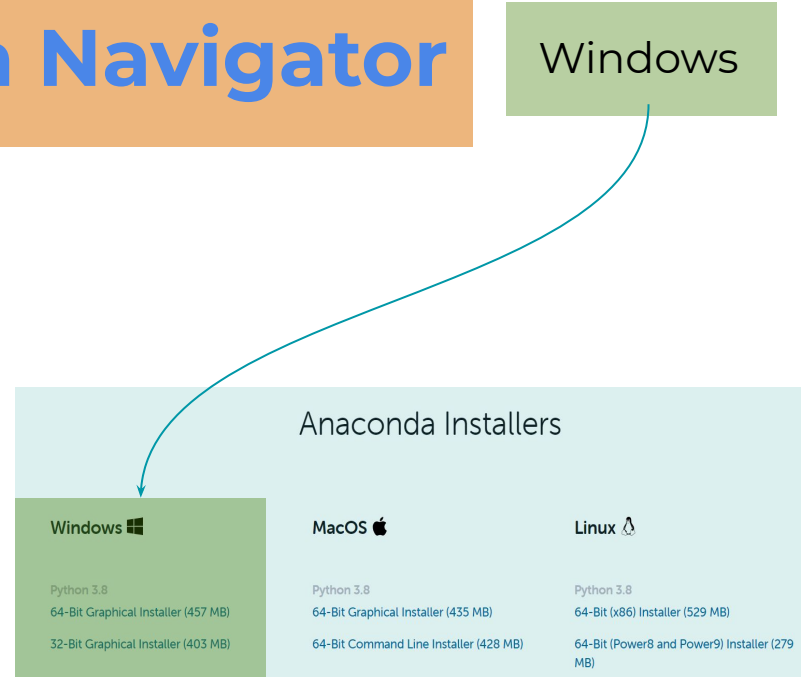 Navigator
Windows
Anaconda Installers
Windows
MacOS
Linux
Python 3.8
64-Bit Graphical Installer (457 MB)
32-Bit Graphical Installer (403 MB)
Python 3.8
64-Bit Graphical Installer (435 MB)
64-Bit Command Line Installer (428 MB)
Python 3.8
64-Bit (x86) Installer (529 MB)
64-Bit (Power8 and Power9) Installer (279
MB)